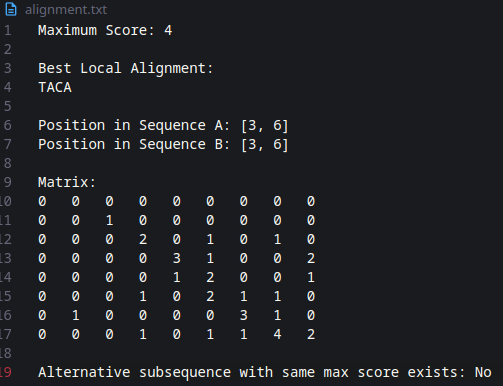 alignment.txt
1 Maximum Score: 4
2
3 Best Local Alignment:
4 TACA
5
6 Position in Sequence A: [3, 6]
7 Position in Sequence B: [3, 6]
8
9 Matrix:
10 0 0 0 0 0 0 0 0 0
11 0 0 1 0 0 0 0 0 0
12 0 0 0 2 0 1 0 1 0
13 0 0 0 0 3 1 0 0 2
14 0 0 0 0 1 2 0 0 1
15 0 0 0 1 0 2 1 1 0
16 0 1 0 0 0 0 3 1 0
17 0 0 0 1 0 1 1 4 2
18
19 Alternative subsequence with same max score exists: No